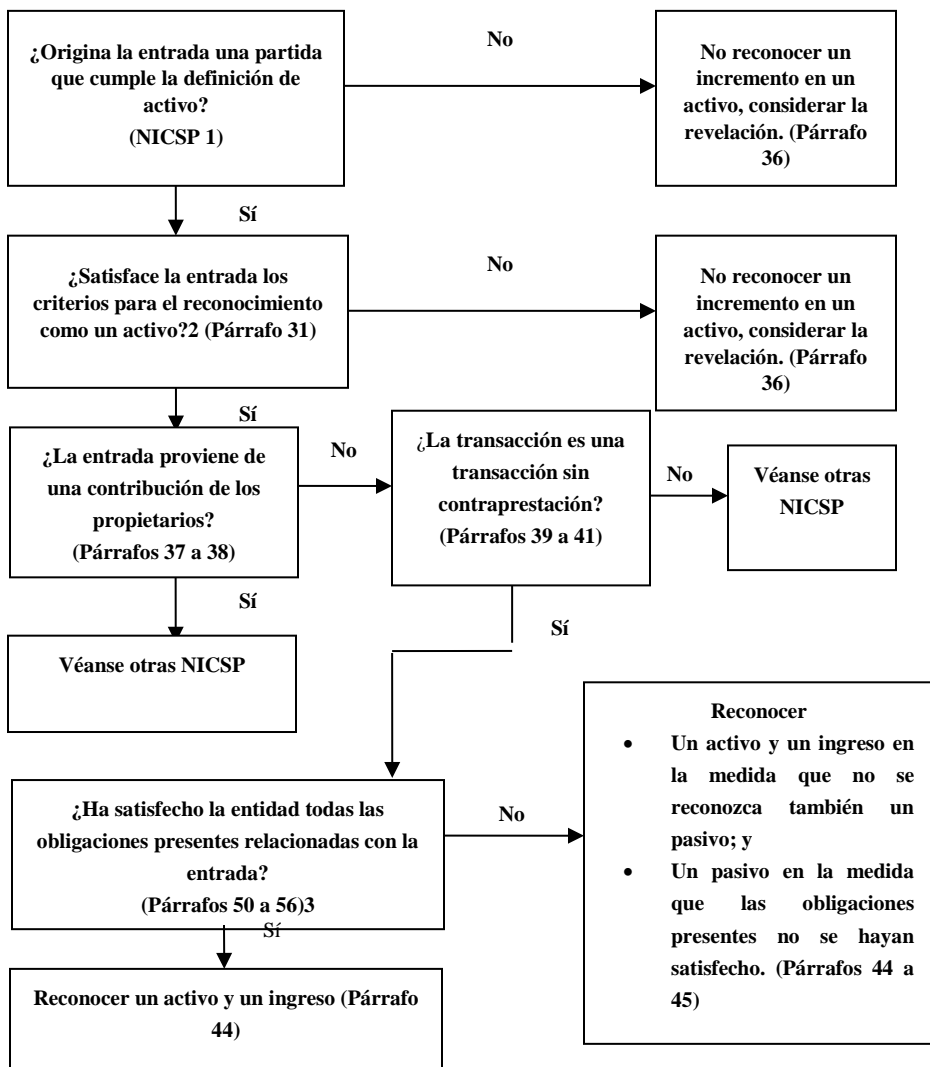 ¿Origina la entrada una partida
que cumple la definición de
activo?
(NICSP 1)
No
No reconocer un
incremento en un
activo, considerar la
revelación. (Párrafo
36)
Sí
¿Satisface la entrada los
criterios para el reconocimiento
como un activo?2 (Párrafo 31)
No
No reconocer un
incremento en un
activo, considerar la
revelación. (Párrafo
36)
Sí
¿La entrada proviene de
una contribución de los
propietarios?
(Párrafos 37 a 38)
No
¿La transacción es una
transacción sin
contraprestación?
(Párrafos 39 a 41)
No
Véanse otras
NICSP
Sí
Véanse otras NICSP
Sí
¿Ha satisfecho la entidad todas las
obligaciones presentes relacionadas con la
entrada?
(Párrafos 50 a 56)3
No
Reconocer
• Un activo y un ingreso en
la medida que no se
reconozca también un
pasivo; y
• Un pasivo en la medida
que las obligaciones
presentes no se hayan
satisfecho. (Párrafos 44 a
45)
Sí
Reconocer un activo y un ingreso (Párrafo
44)